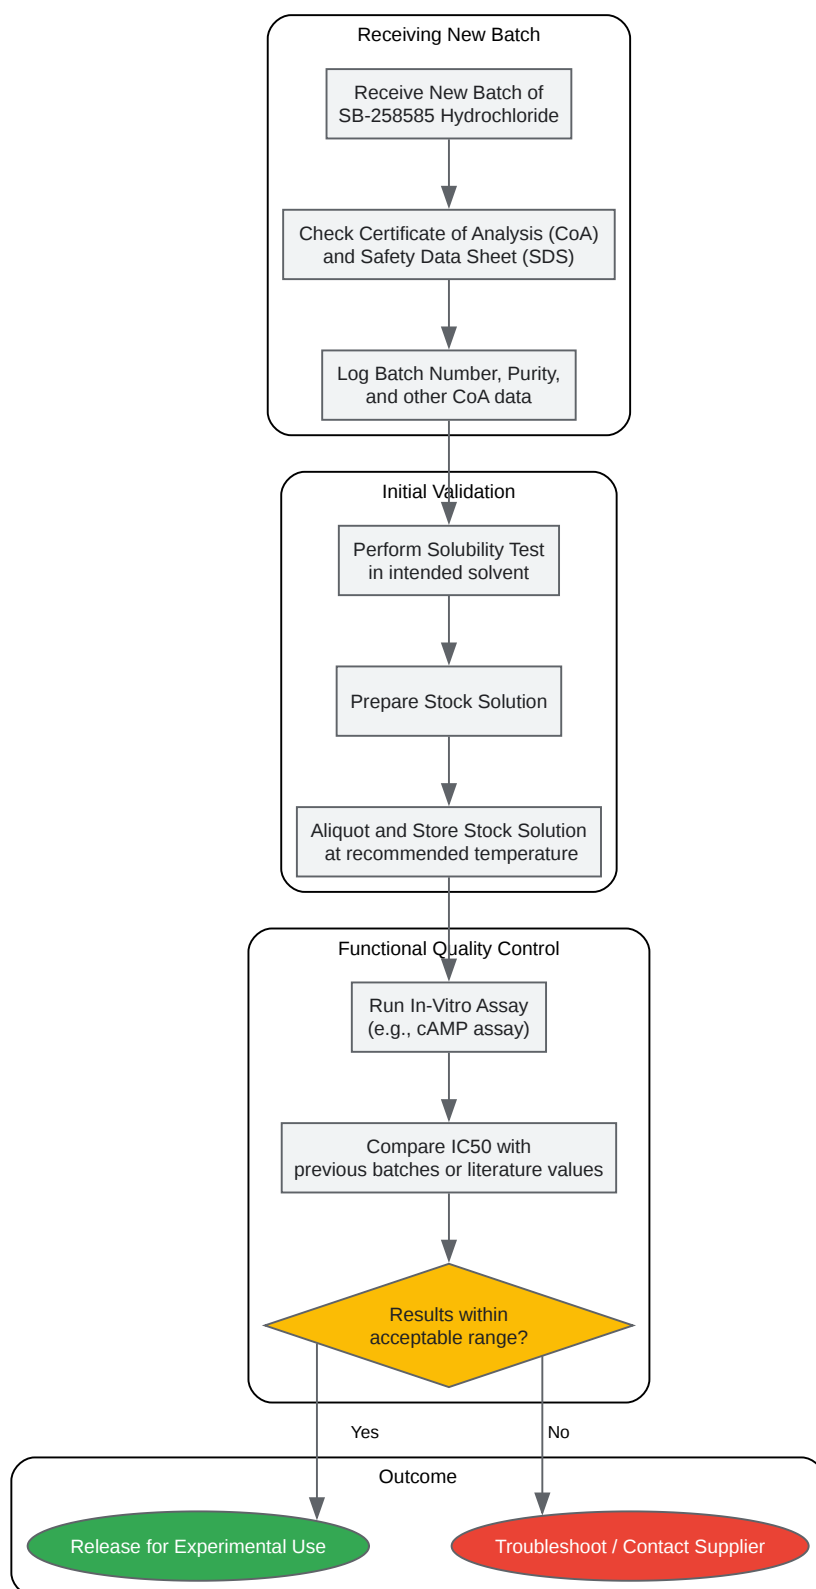 Receiving New Batch
Receive New Batch of
SB-258585 Hydrochloride
Check Certificate of Analysis (CoA)
and Safety Data Sheet (SDS)
Log Batch Number, Purity,
and other CoA data
Initial Validation
Perform Solubility Test
in intended solvent
Prepare Stock Solution
Aliquot and Store Stock Solution
at recommended temperature
Functional Quality Control
Run In-Vitro Assay
(e.g., cAMP assay)
Compare IC50 with
previous batches or literature values
Results within
acceptable range?
Yes
No
Outcome
Release for Experimental Use
Troubleshoot / Contact Supplier